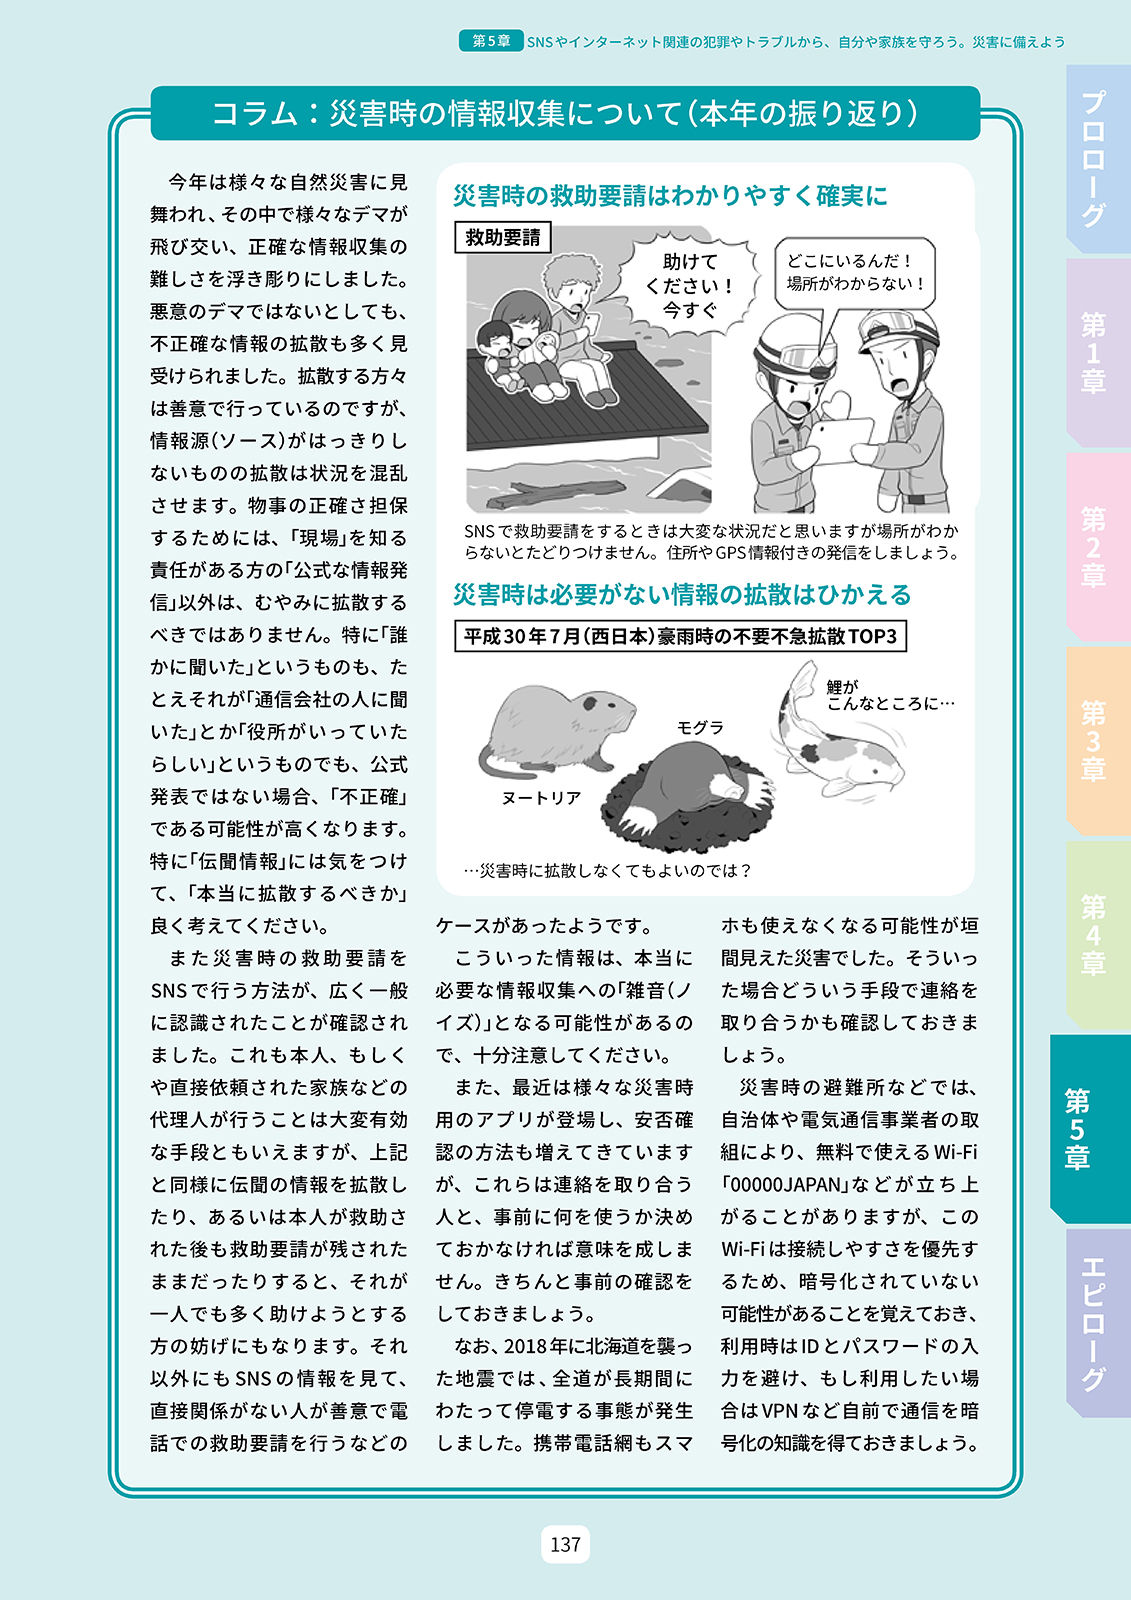 第5章 SNSやインターネット関連の犯罪やトラブルから、自分や家族を守ろう。災害に備えよう
コラム：災害時の情報収集について（本年の振り返り）
今年は様々な自然災害に見
舞われ、その中で様々なデマが
飛び交い、正確な情報収集の
難しさを浮き彫りにしました。
悪意のデマではないとしても、
不正確な情報の拡散も多く見
受けられました。拡散する方々
は善意で行っているのですが、
情報源（ソース）がはっきりし
ないものの拡散は状況を混乱
させます。物事の正確さ担保
するためには、「現場」を知る
責任がある方の「公式な情報発
信」以外は、むやみに拡散する
べきではありません。特に「誰
かに聞いた」というものも、た
とえそれが「通信会社の人に聞
いた」とか「役所がいっていた
らしい」というものでも、公式
発表ではない場合、「不正確」
である可能性が高くなります。
特に「伝聞情報」には気をつけ
て、「本当に拡散するべきか」
良く考えてください。
また災害時の救助要請を
SNSで行う方法が、広く一般
に認識されたことが確認され
ました。これも本人、もしく
や直接依頼された家族などの
代理人が行うことは大変有効
な手段ともいえますが、上記
と同様に伝聞の情報を拡散し
たり、あるいは本人が救助さ
れた後も救助要請が残された
ままだったりすると、それが
一人でも多く助けようとする
方の妨げにもなります。それ
以外にもSNSの情報を見て、
直接関係がない人が善意で電
話での救助要請を行うなどの
災害時の救助要請はわかりやすく確実に
救助要請
助けて
ください！
今すぐ
どこにいるんだ！
場所がわからない！
SNSで救助要請をするときは大変な状況だと思いますが場所がわか
らないとたどりつけません。住所やGPS情報付きの発信をしましょう。
災害時は必要がない情報の拡散はひかえる
平成30年7月（西日本）豪雨時の不要不急拡散TOP3
ヌートリア
モグラ
鯉が
こんなところに…
…災害時に拡散しなくてもよいのでは？
ケースがあったようです。
こういった情報は、本当に
必要な情報収集への「雑音（ノ
イズ）」となる可能性があるの
で、十分注意してください。
また、最近は様々な災害時
用のアプリが登場し、安否確
認の方法も増えてきています
が、これらは連絡を取り合う
人と、事前に何を使うか決め
ておかなければ意味を成しま
せん。きちんと事前の確認を
しておきましょう。
なお、2018年に北海道を襲っ
た地震では、全道が長期間に
わたって停電する事態が発生
しました。携帯電話網もスマ
ホも使えなくなる可能性が垣
間見えた災害でした。そういっ
た場合どういう手段で連絡を
取り合うかも確認しておきま
しょう。
災害時の避難所などでは、
自治体や電気通信事業者の取
組により、無料で使えるWi-Fi
「00000JAPAN」などが立ち上
がることがありますが、この
Wi-Fiは接続しやすさを優先す
るため、暗号化されていない
可能性があることを覚えておき、
利用時はIDとパスワードの入
力を避け、もし利用したい場
合はVPNなど自前で通信を暗
号化の知識を得ておきましょう。
プロローグ
第1章
第2章
第3章
第4章
第5章
エピローグ
137